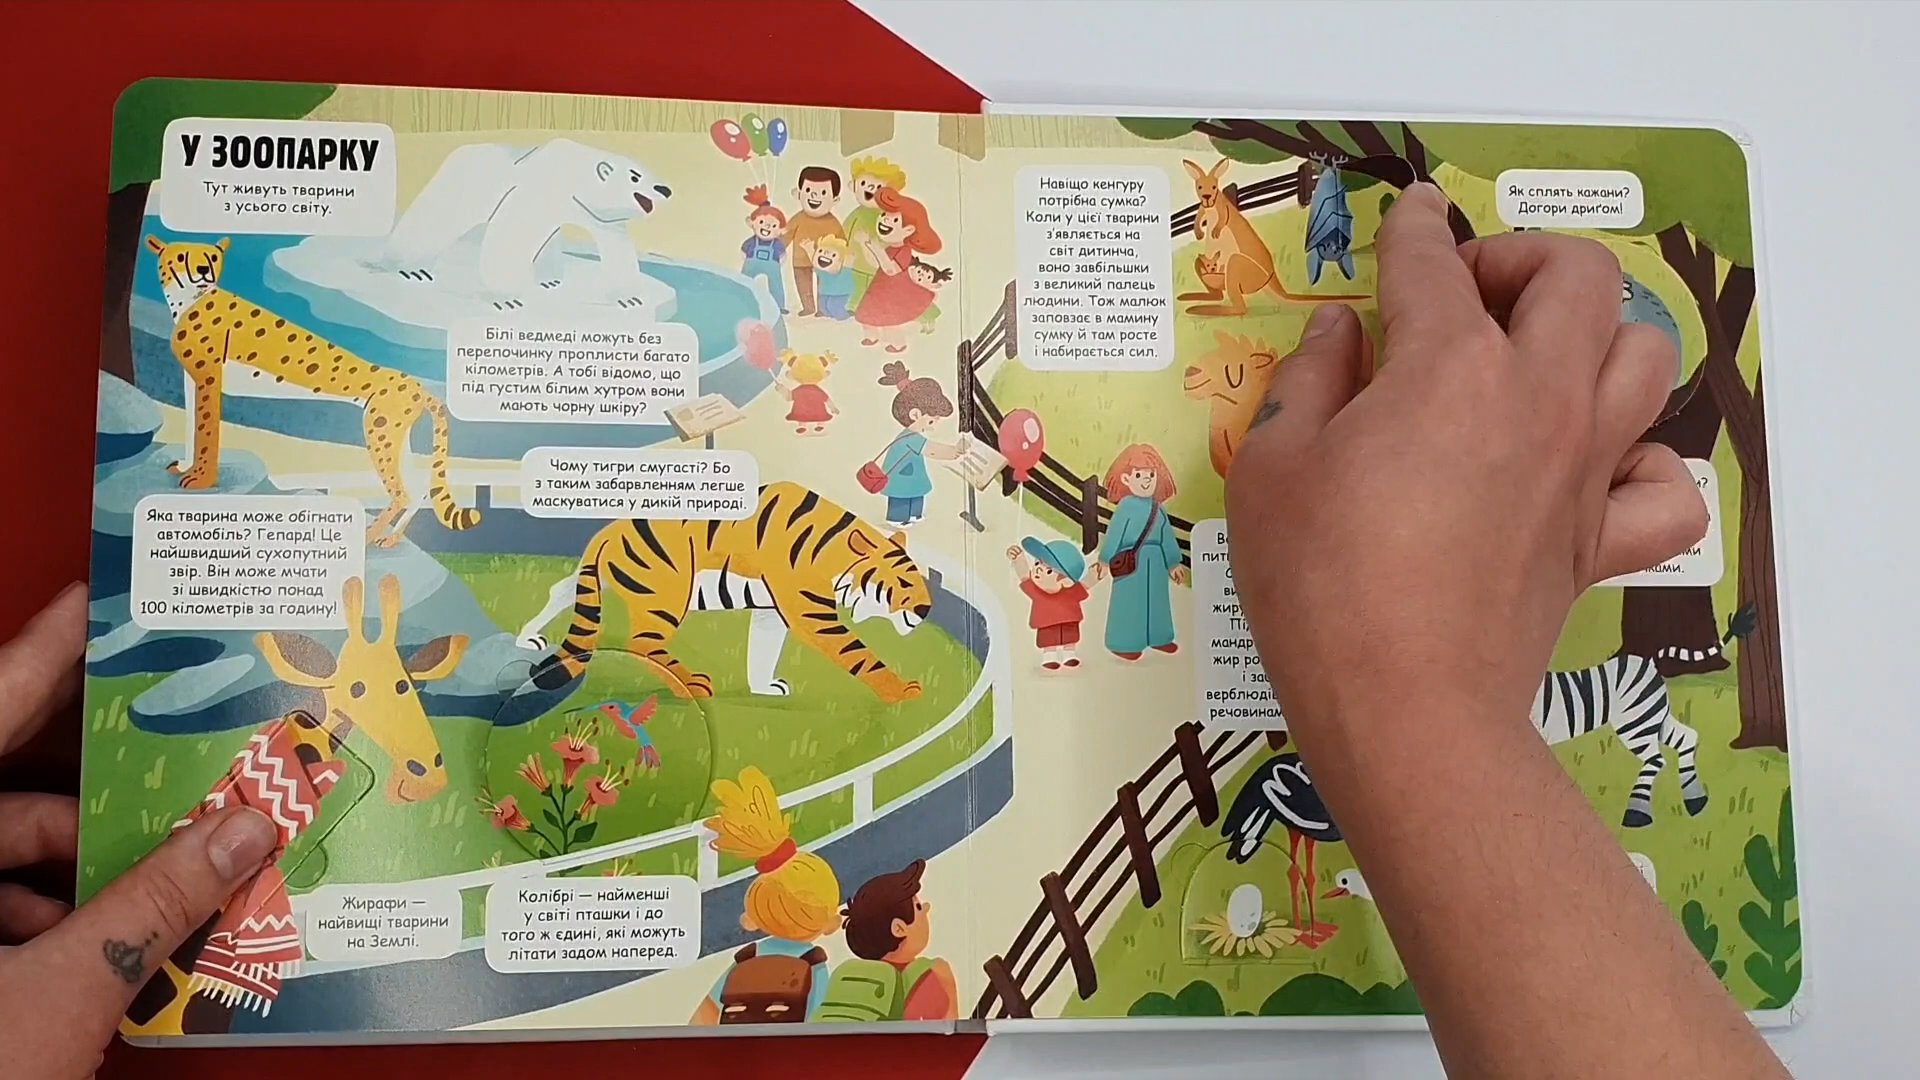 У ЗООПАРКУ
Тут живуть тварини
з усього світу.
Білі ведмеді можуть без
перепочинку проплисти багато
кілометрів. А тобі відомо, що
під густим білим хутром вони
мають чорну шкіру?
Чому тигри смугасті? Бо
з таким забарвленням легше
маскуватися у дикій природі.
Яка тварина може обігнати
автомобіль? Гепард! Це
найшвидший сухопутний
звір. Він може мчати
зі швидкістю понад
100 кілометрів за годину!
Жирафи —
найвищі тварини
на Землі.
Колібрі — найменші
у світі пташки і до
того ж єдині, які можуть
літати задом наперед.
Навіщо кенгуру
потрібна сумка?
Коли у цієї тварини
з'являється на
світ дитинча,
воно завбільшки
з великий палець
людини. Тож малюк
заповзає в мамину
сумку й там росте
і набирається сил.
Як сплять кажани?
Догори дриґом!
жир
і
речовинам